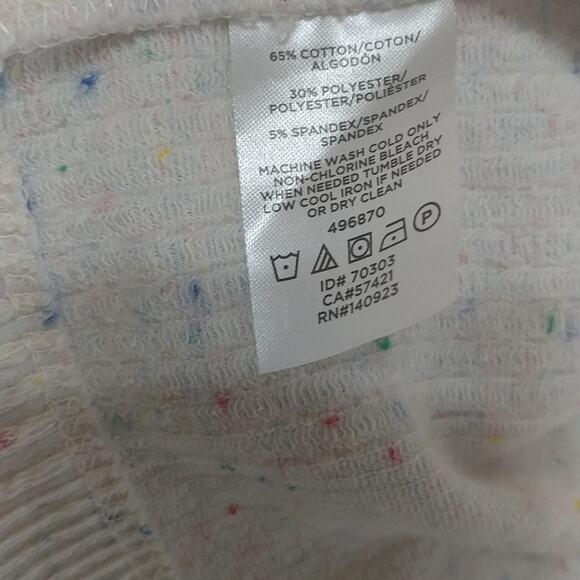 65% COTTON/COTON/
ALGODÓN
30% POLYESTER/
POLYESTER/POLIÉSTER
5% SPANDEX/SPANDEX/
SPANDEX
MACHINE WASH COLD ONLY
NON-CHLORINE BLEACH
WHEN NEEDED TUMBLE DRY
LOW COOL IRON IF NEEDED
OR DRY CLEAN
496870
P
ID# 70303
CA#57421
RN#140923